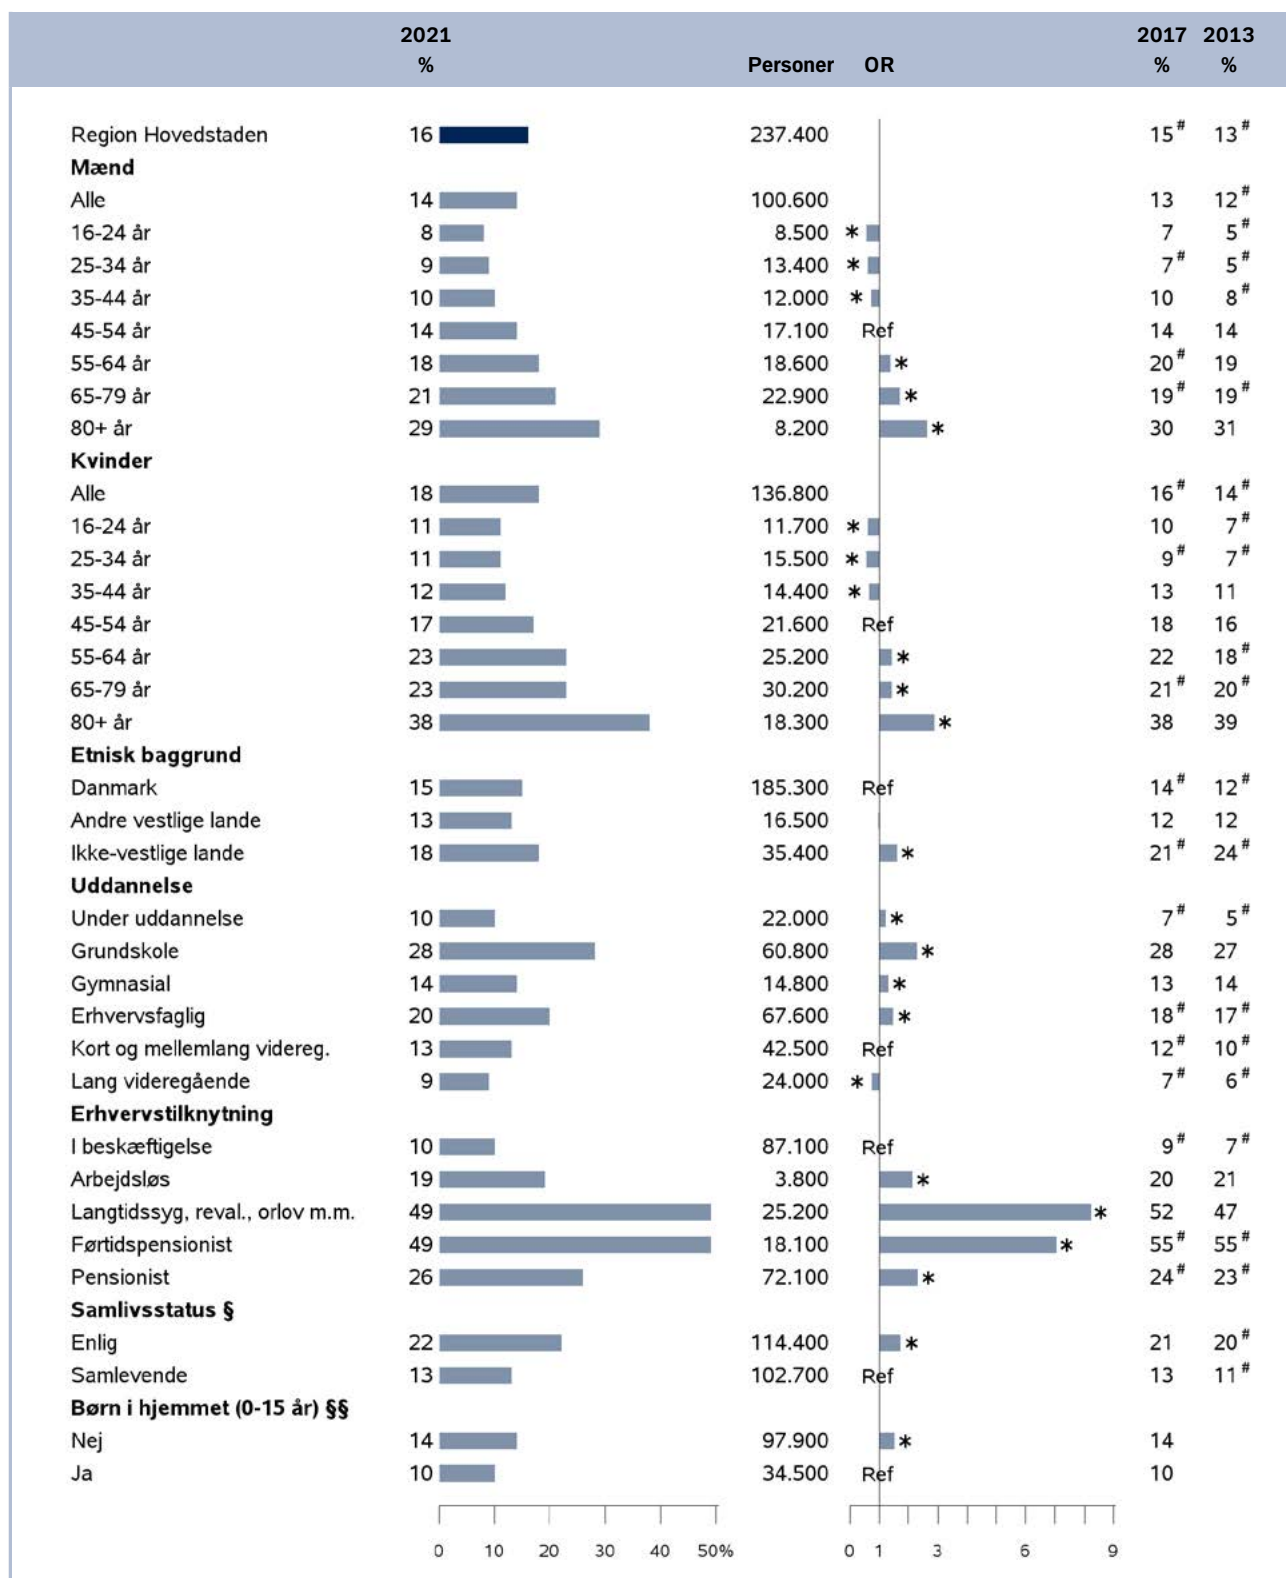 2021 2017 2013
% Personer OR % %
Region Hovedstaden 16 237.400 15# 13#
Mænd
Alle 14 100.600 13 12#
16-24 år 8 8.500 * 7 5#
25-34 år 9 13.400 * 7# 5#
35-44 år 10 12.000 * 10 8#
45-54 år 14 17.100 Ref 14 14
55-64 år 18 18.600 * 20# 19
65-79 år 21 22.900 * 19# 19#
80+ år 29 8.200 * 30 31
Kvinder
Alle 18 136.800 16# 14#
16-24 år 11 11.700 * 10 7#
25-34 år 11 15.500 * 9# 7#
35-44 år 12 14.400 * 13 11
45-54 år 17 21.600 Ref 18 16
55-64 år 23 25.200 * 22 18#
65-79 år 23 30.200 * 21# 20#
80+ år 38 18.300 * 38 39
Etnisk baggrund
Danmark 15 185.300 Ref 14# 12#
Andre vestlige lande 13 16.500 12 12
Ikke-vestlige lande 18 35.400 * 21# 24#
Uddannelse
Under uddannelse 10 22.000 * 7# 5#
Grundskole 28 60.800 * 28 27
Gymnasial 14 14.800 * 13 14
Erhvervsfaglig 20 67.600 * 18# 17#
Kort og mellemlang videreg. 13 42.500 Ref 12# 10#
Lang videregående 9 24.000 * 7# 6#
Erhvervstilknytning
I beskæftigelse 10 87.100 Ref 9# 7#
Arbejdsløs 19 3.800 * 20 21
Langtidssyg, reval., orlov m.m. 49 25.200 * 52 47
Førtidspensionist 49 18.100 * 55# 55#
Pensionist 26 72.100 * 24# 23#
Samlivsstatus §
Enlig 22 114.400 * 21 20#
Samlevende 13 102.700 Ref 13 11#
Børn i hjemmet (0-15 år) §§
Nej 14 97.900 * 14
Ja 10 34.500 Ref 10
0 10 20 30 40 50% 0 1 3 6 9